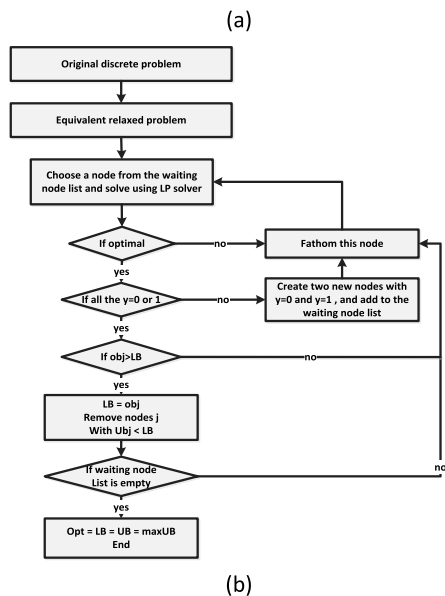 (a)
Original discrete problem
Equivalent relaxed problem
Choose a node from the waiting
node list and solve using LP solver
If optimal
no
Fathom this node
yes
If all the y=0 or 1
no
Create two new nodes with
y=0 and y=1 , and add to the
waiting node list
yes
If obj>LB
no
yes
LB = obj
Remove nodes j
With Ubj < LB
If waiting node
List is empty
no
yes
Opt = LB = UB = maxUB
End
(b)